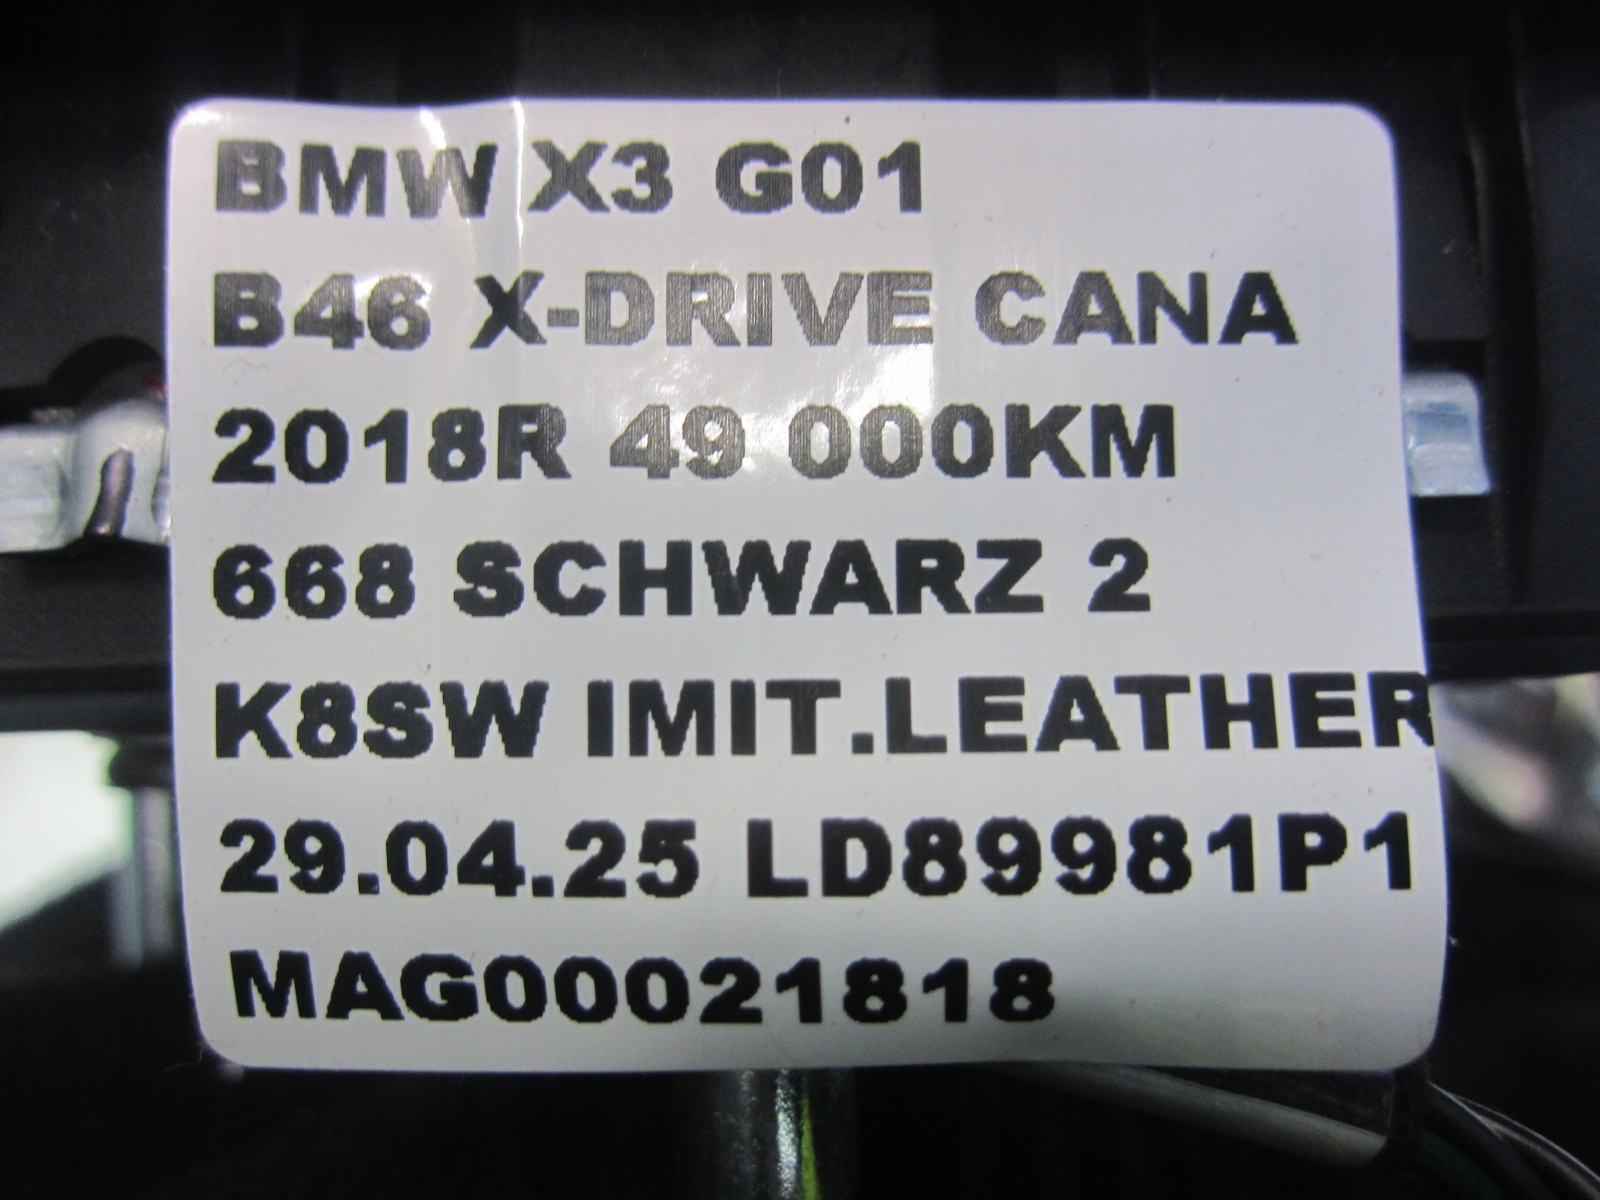 BMW X3 G01
B46 X-DRIVE CANA
2018R 49 000KM
668 SCHWARZ 2
K8SW IMIT.LEATHER
29.04.25 LD89981P1
MAG00021818